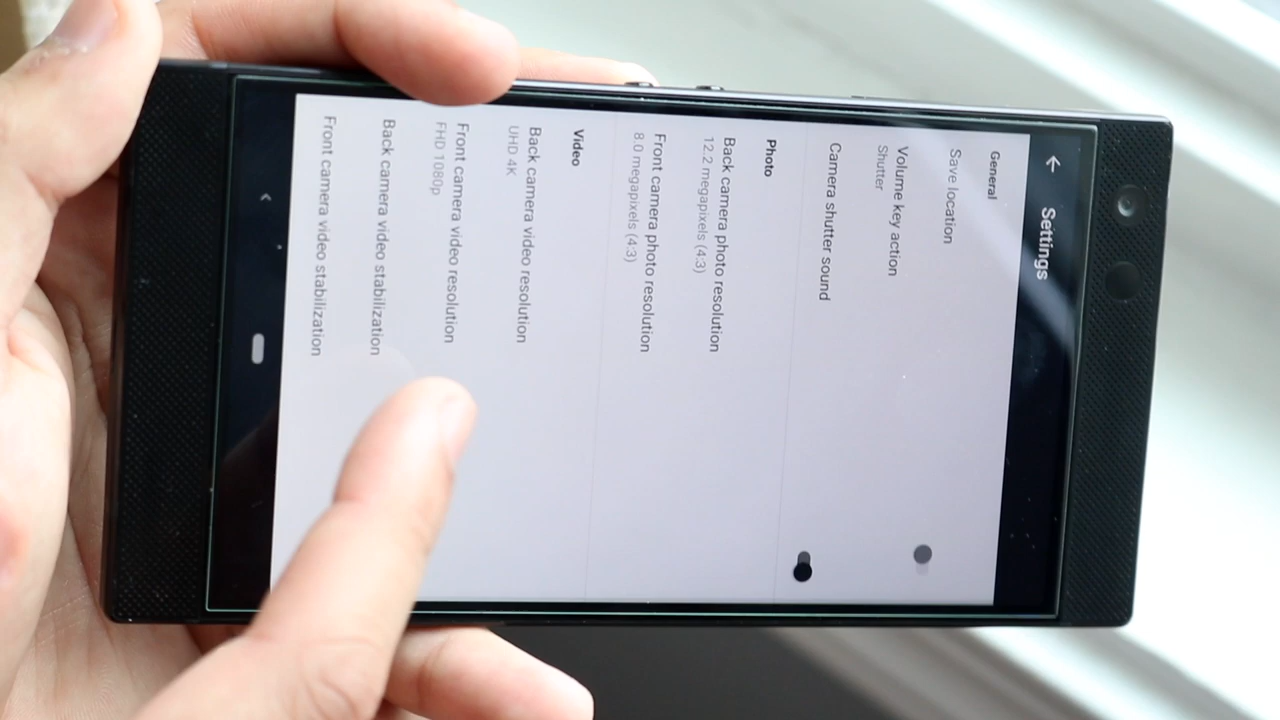 Settings
General
Save location
Volume key action
Shutter
Camera shutter sound
Photo
Back camera photo resolution
12.2 megapixels (4:3)
Front camera photo resolution
8.0 megapixels (4:3)
Video
Back camera video resolution
UHD 4K
Front camera video resolution
FHD 1080p
Back camera video stabilization
Front camera video stabilization